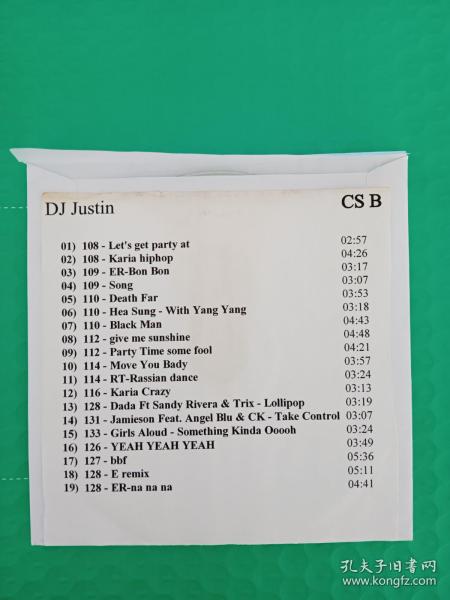 DJ Justin CS B
01) 108 - Let's get party at 02:57
02) 108 - Karia hiphop 04:26
03) 109 - ER-Bon Bon 03:17
04) 109 - Song 03:07
05) 110 - Death Far 03:53
06) 110 - Hea Sung - With Yang Yang 03:18
07) 110 - Black Man 04:43
08) 112 - give me sunshine 04:48
09) 112 - Party Time some fool 04:21
10) 114 - Move You Bady 03:57
11) 114 - RT-Rassian dance 03:24
12) 116 - Karia Crazy 03:13
13) 128 - Dada Ft Sandy Rivera & Trix - Lollipop 03:19
14) 131 - Jamieson Feat. Angel Blu & CK - Take Control 03:07
15) 133 - Girls Aloud - Something Kinda Ooooh 03:24
16) 126 - YEAH YEAH YEAH 03:49
17) 127 - bbf 05:36
18) 128 - E remix 05:11
19) 128 - ER-na na na 04:41
孔夫子旧书网
www.kongfz.com